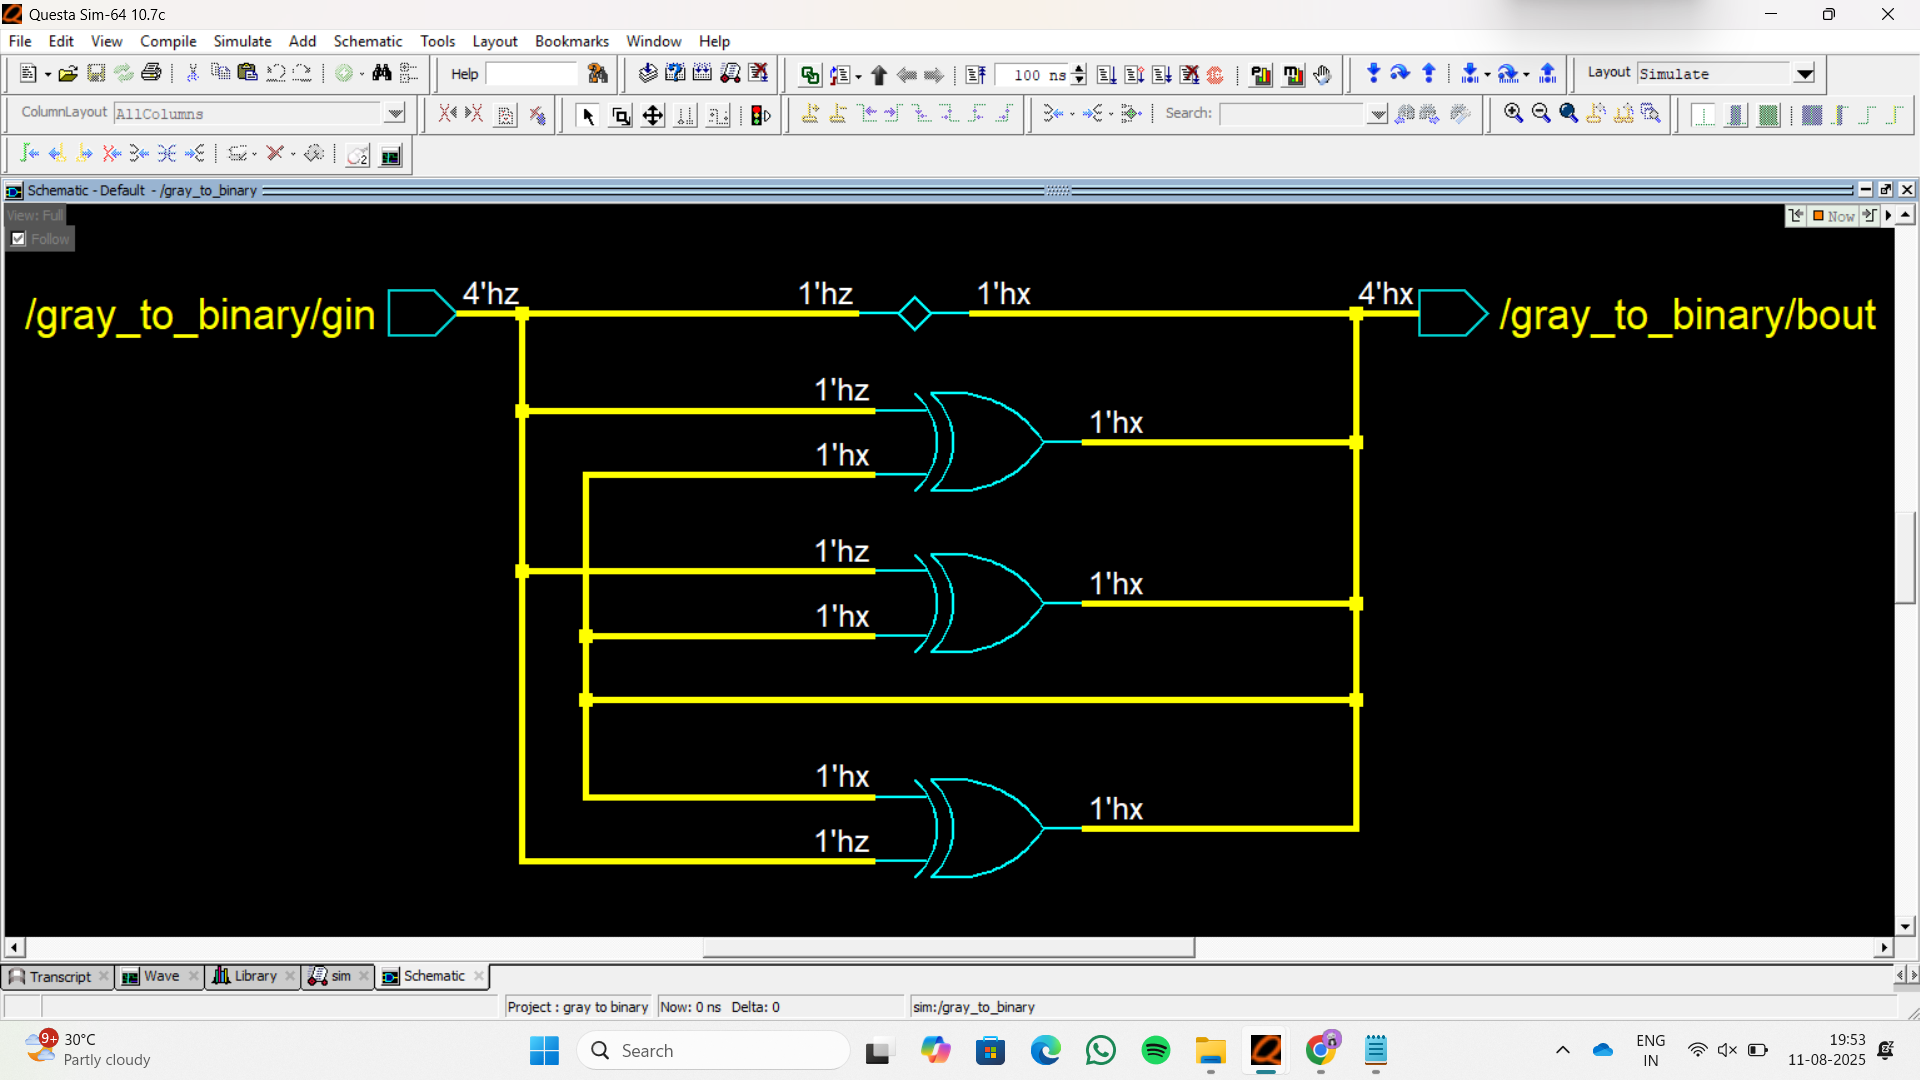 Questa Sim-64 10.7c
File Edit View Compile Simulate Add Schematic Tools Layout Bookmarks Window Help
Help 100 ns Layout Simulate
ColumnLayout AllColumns Search:
Schematic - Default - /gray_to_binary
View: Full
Now
Follow
/gray_to_binary/gin 4'hz 1'hz 1'hx 4'hx /gray_to_binary/bout
1'hz
1'hx
1'hx
1'hz
1'hx
1'hx
1'hx
1'hx
1'hz
Transcript Wave Library sim Schematic
Project : gray to binary Now: 0 ns Delta: 0 sim:/gray_to_binary
9+ 30°C
Partly cloudy
Search
ENG
IN
19:53
11-08-2025